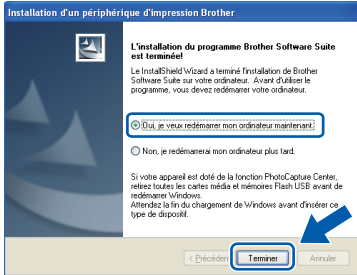 Installation d'un périphérique d'impression Brother
L'installation du programme Brother Software Suite
est terminée!
Le InstallShield Wizard a terminé l'installation de Brother
Software Suite sur votre ordinateur. Avant d'utiliser le
programme, vous devez redémarrer votre ordinateur.
Oui, je veux redémarrer mon ordinateur maintenant.
Non, je redémarrerai mon ordinateur plus tard.
Si votre appareil est doté de la fonction PhotoCapture Center,
retirez toutes les cartes média et mémoires Flash USB avant de
redémarrer Windows.
Attendez la fin du chargement de Windows avant d'insérer ce
type de dispositif.
< Précéden Terminer Annuler